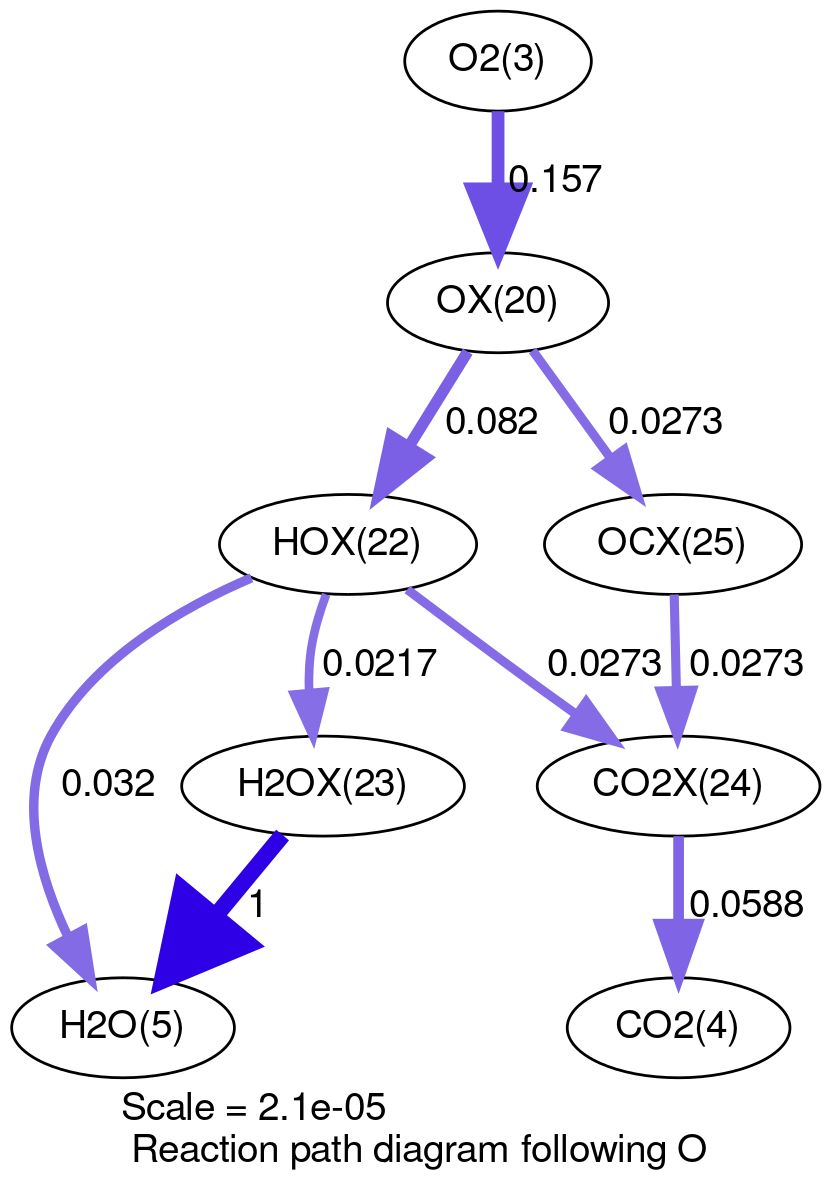 O2(3)
0.157
OX(20)
0.082
0.0273
HOX(22)
OCX(25)
0.0217
0.0273
0.0273
0.032
H2OX(23)
CO2X(24)
1
0.0588
H2O(5)
CO2(4)
Scale = 2.1e-05
Reaction path diagram following O